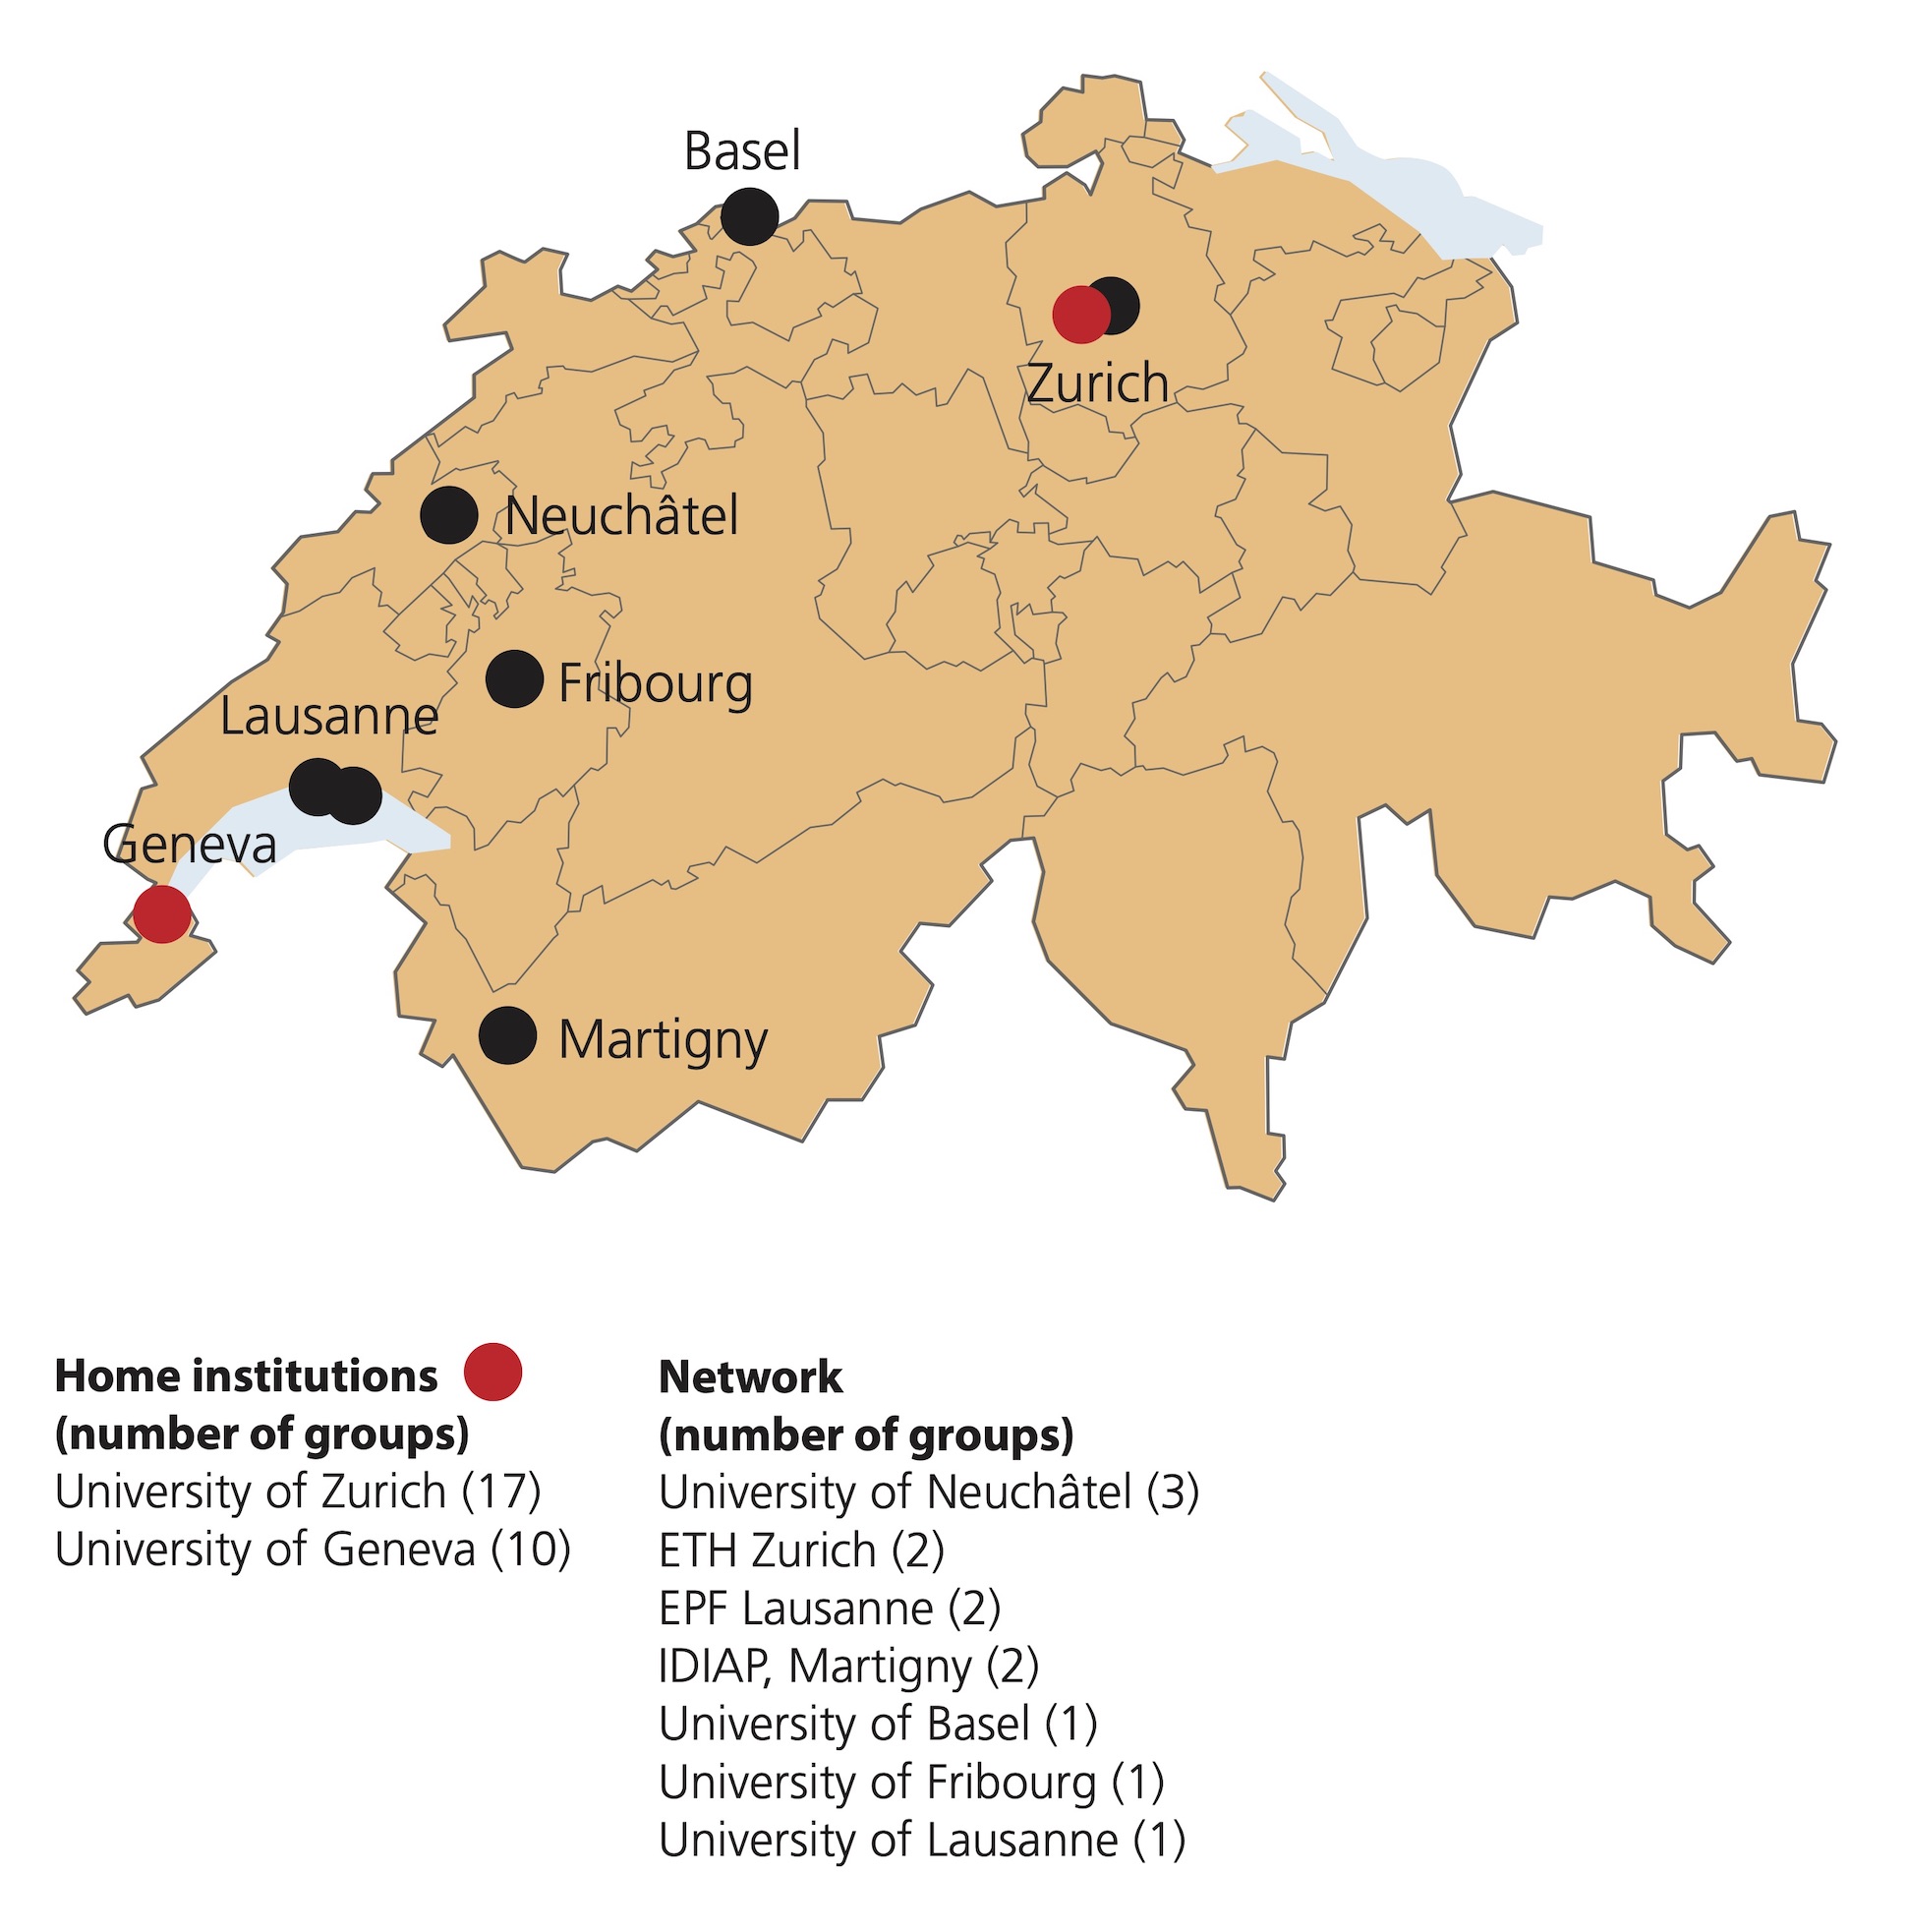 Basel
Zurich
Neuchâtel
Fribourg
Lausanne
Geneva
Martigny
Home institutions
(number of groups)
University of Zurich (17)
University of Geneva (10)
Network
(number of groups)
University of Neuchâtel (3)
ETH Zurich (2)
EPF Lausanne (2)
IDIAP, Martigny (2)
University of Basel (1)
University of Fribourg (1)
University of Lausanne (1)